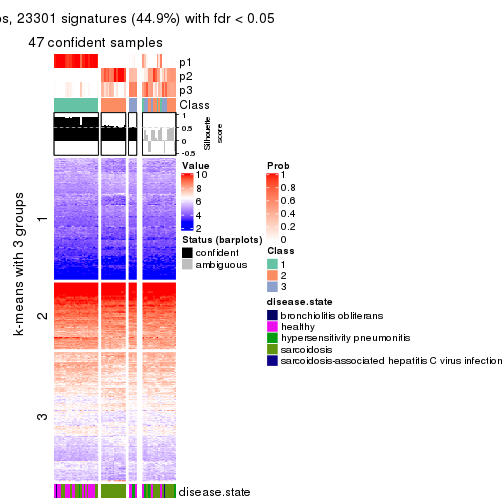 s, 23301 signatures (44.9%) with fdr < 0.05
47 confident samples
p1
p2
p3
Class
1
0.5
0
-0.5
Silhouette
score
k-means with 3 groups
1
2
3
Value
10
8
6
4
2
Status (barplots)
confident
ambiguous
Prob
1
0.8
0.6
0.4
0.2
0
Class
1
2
3
disease.state
bronchiolitis obliterans
healthy
hypersensitivity pneumonitis
sarcoidosis
sarcoidosis-associated hepatitis C virus infection
disease.state